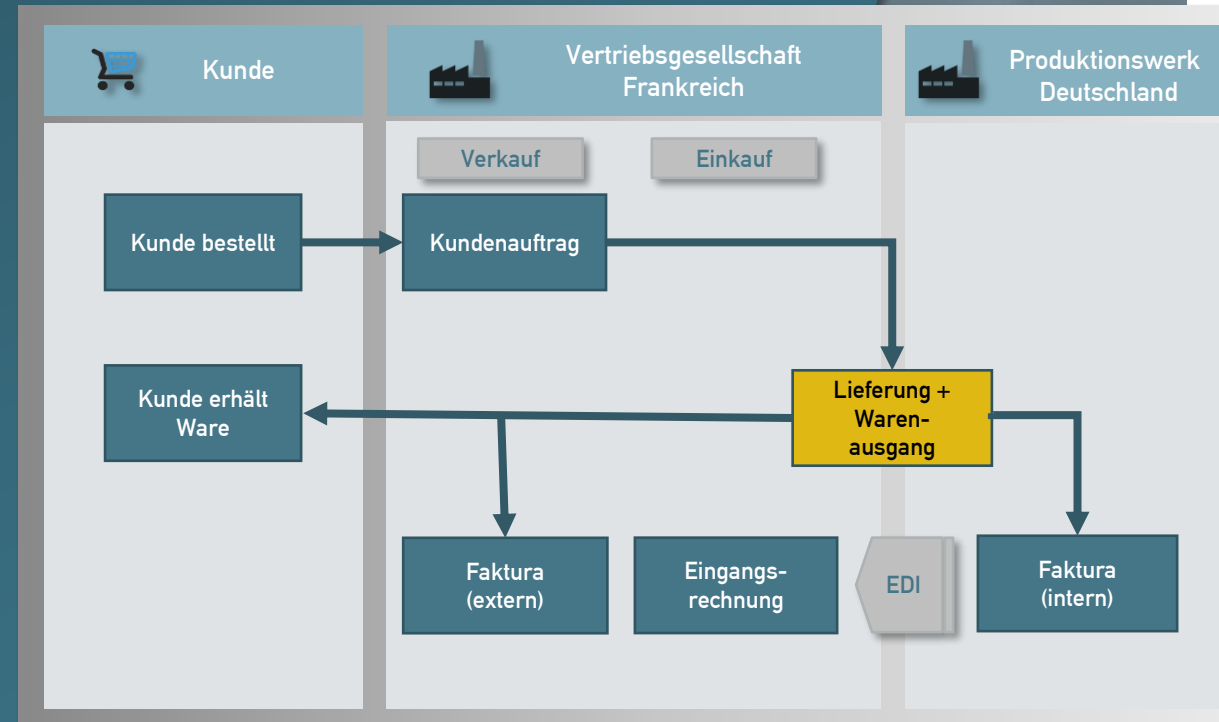 Kunde
Vertriebsgesellschaft
Frankreich
Produktionswerk
Deutschland
Verkauf
Einkauf
Kunde bestellt
Kundenauftrag
Kunde erhält
Ware
Lieferung +
Waren-
ausgang
Faktura
(extern)
Eingangs-
rechnung
EDI
Faktura
(intern)